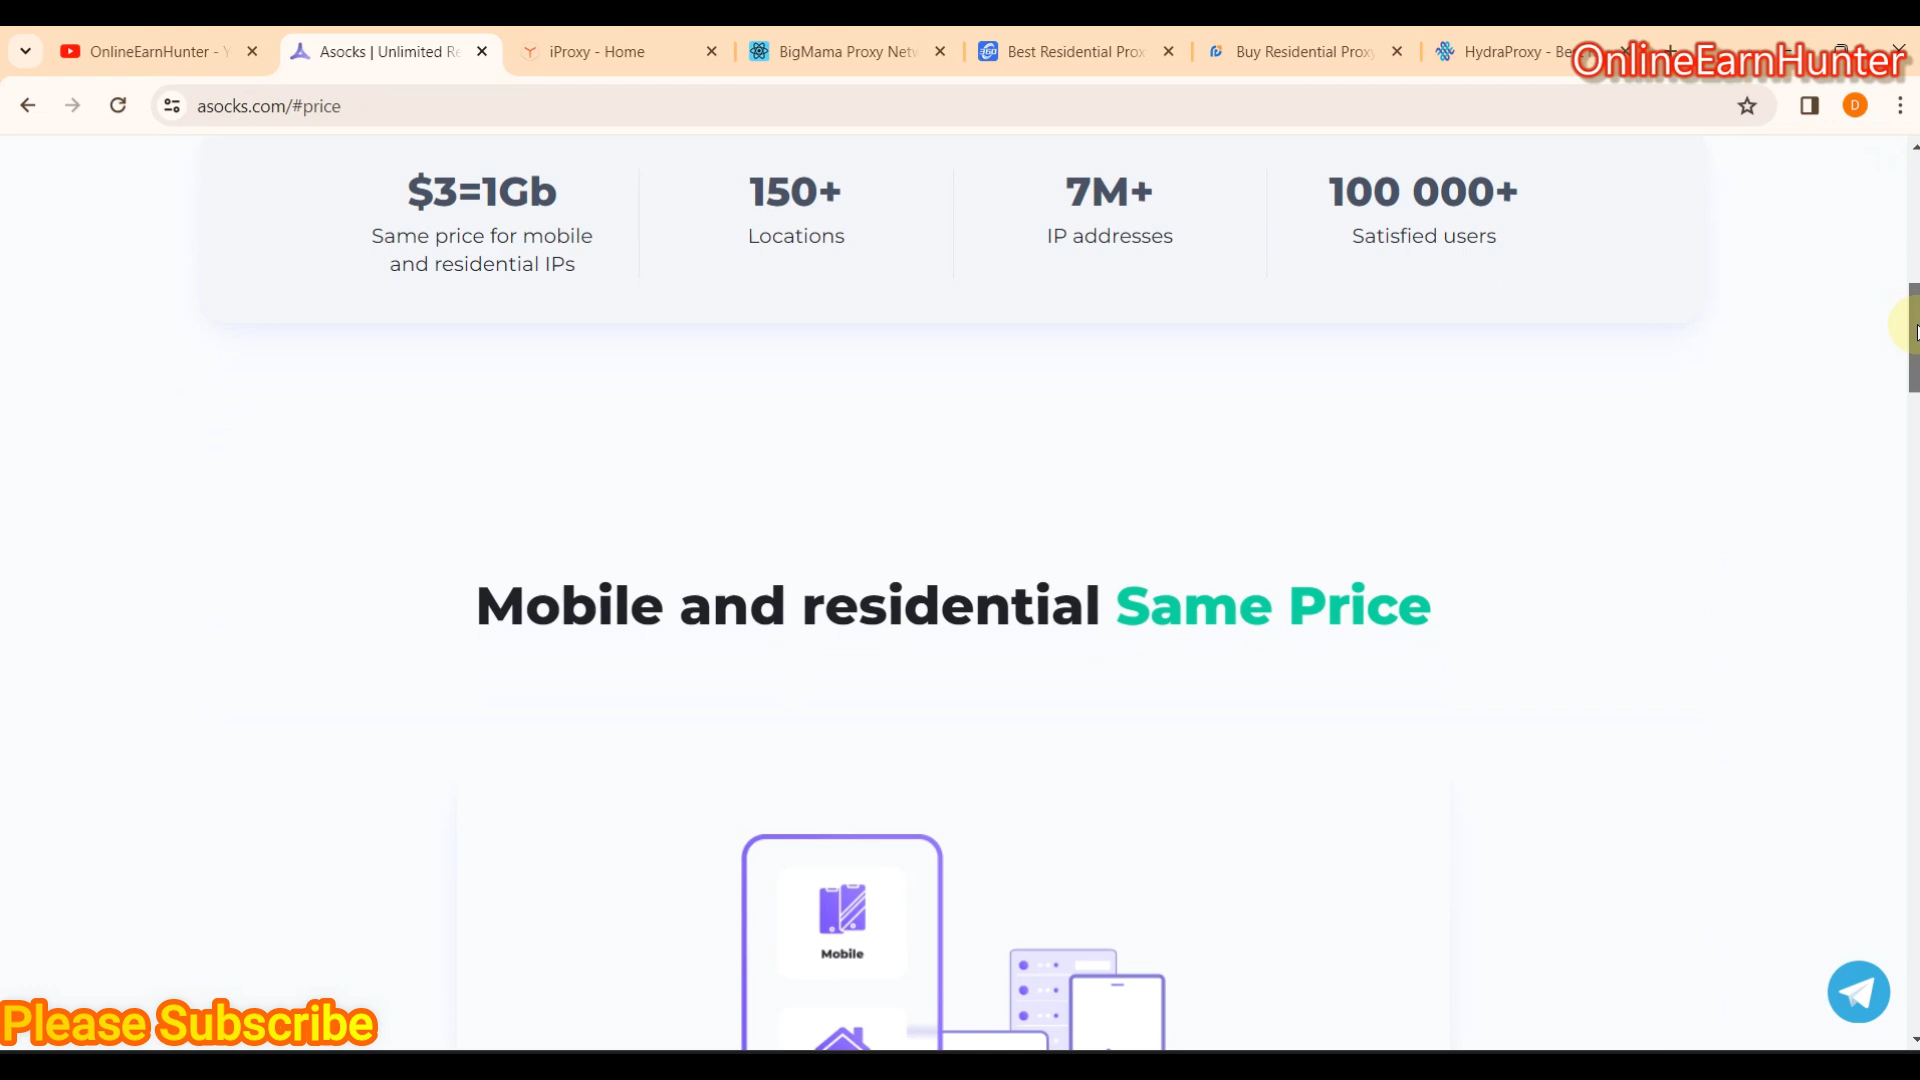 OnlineEarnHunter - Y
Asocks | Unlimited Re
iProxy - Home
BigMama Proxy Netw
Best Residential Prox
Buy Residential Proxy
HydraProxy - Be
OnlineEarnHunter
asocks.com/#price
D
$3=1Gb
Same price for mobile
and residential IPs
150+
Locations
7M+
IP addresses
100 000+
Satisfied users
Mobile and residential Same Price
Mobile
Please Subscribe